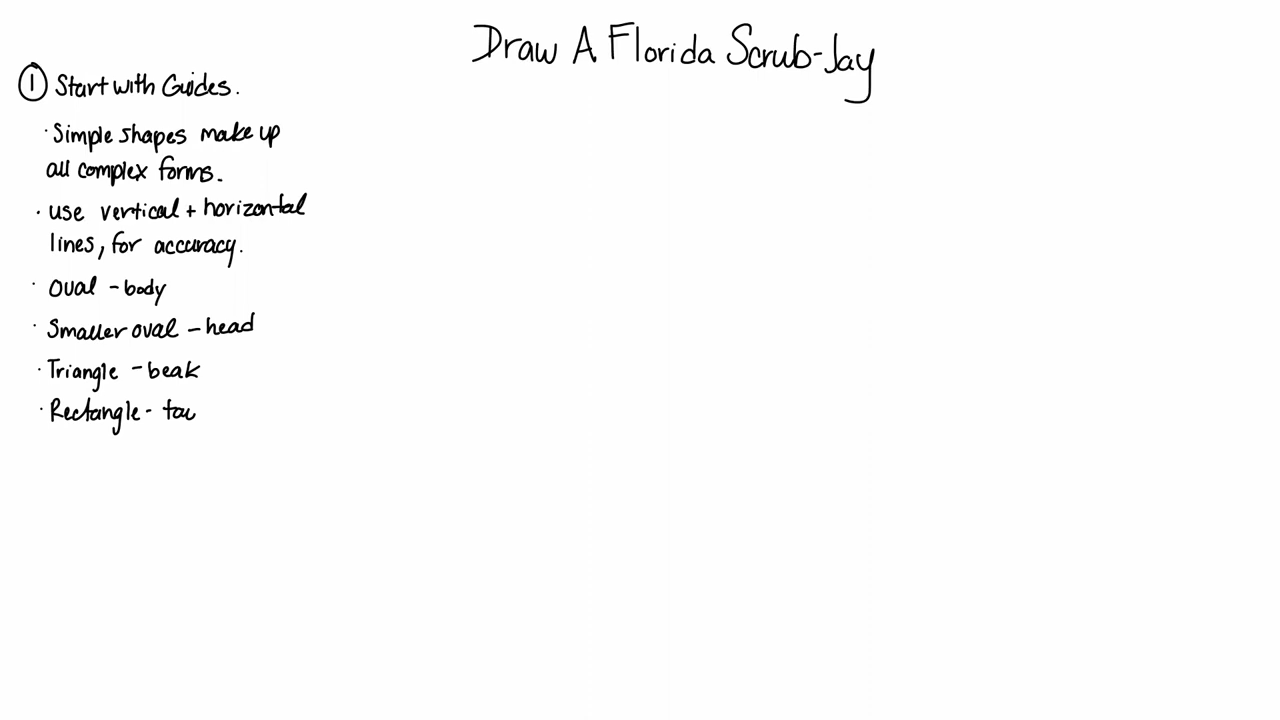 Draw A Florida Scrub-Jay
1 Start with Guides.
· Simple shapes make up
all complex forms.
· use vertical + horizontal
lines, for accuracy.
· Oval - body
· Smaller oval - head
· Triangle - beak
· Rectangle - ta